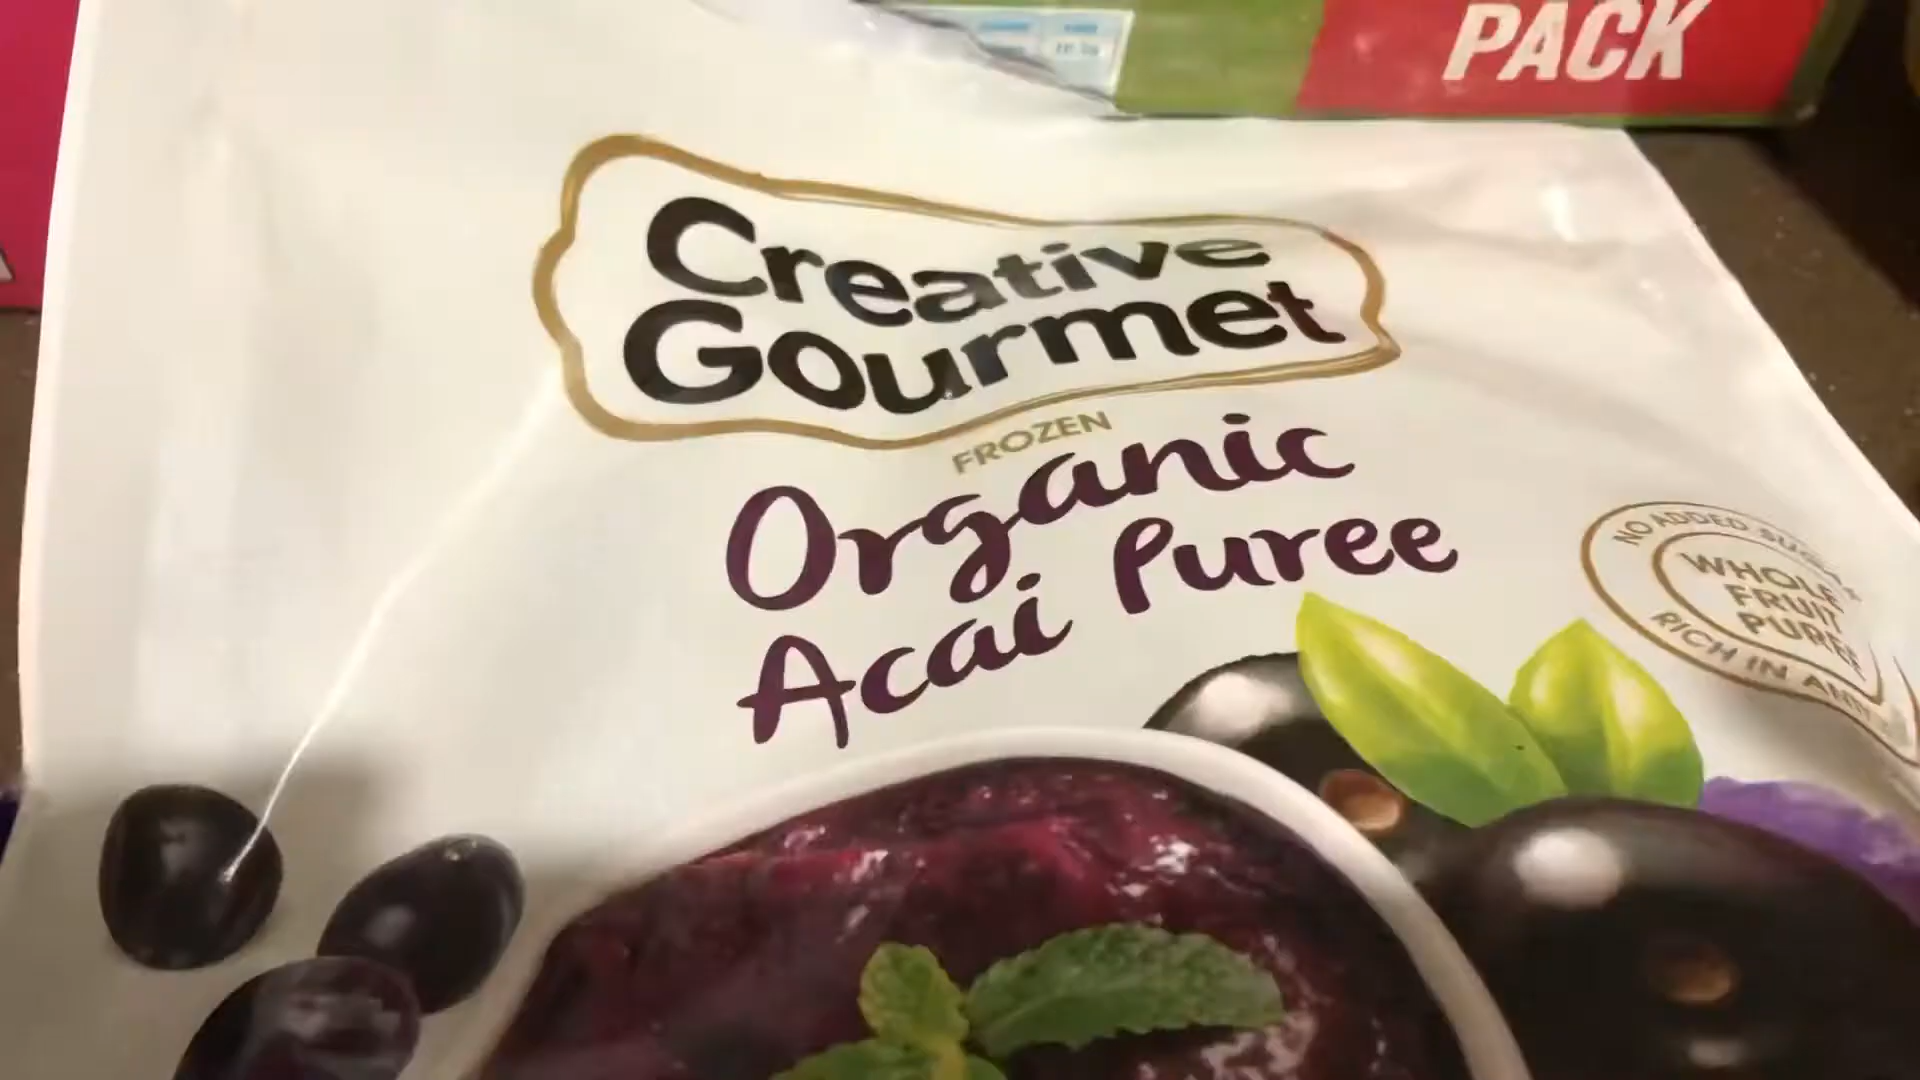 PACK
Creative
Gourmet
FROZEN
Organic
Acai Puree
NO ADDED
WHOLE
FRUIT
PUREE
RICH IN